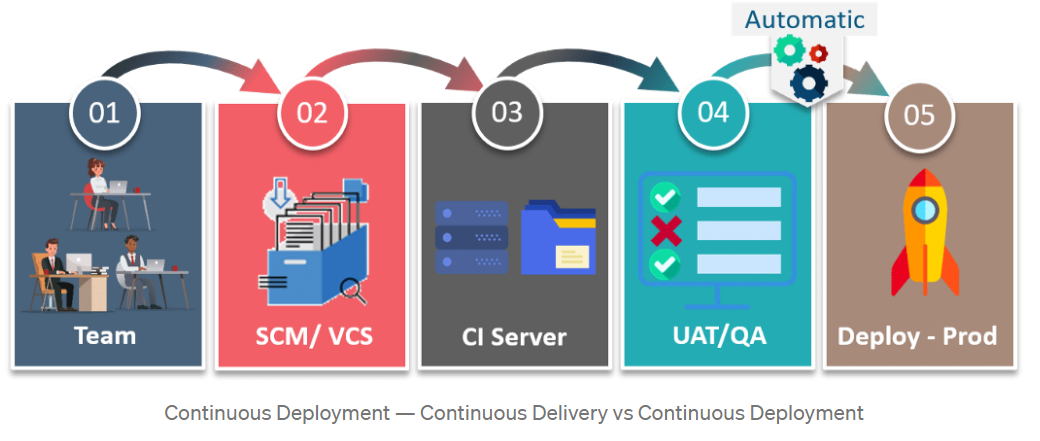 Automatic
01
02
03
04
05
Team
SCM/ VCS
CI Server
UAT/QA
Deploy - Prod
Continuous Deployment — Continuous Delivery vs Continuous Deployment